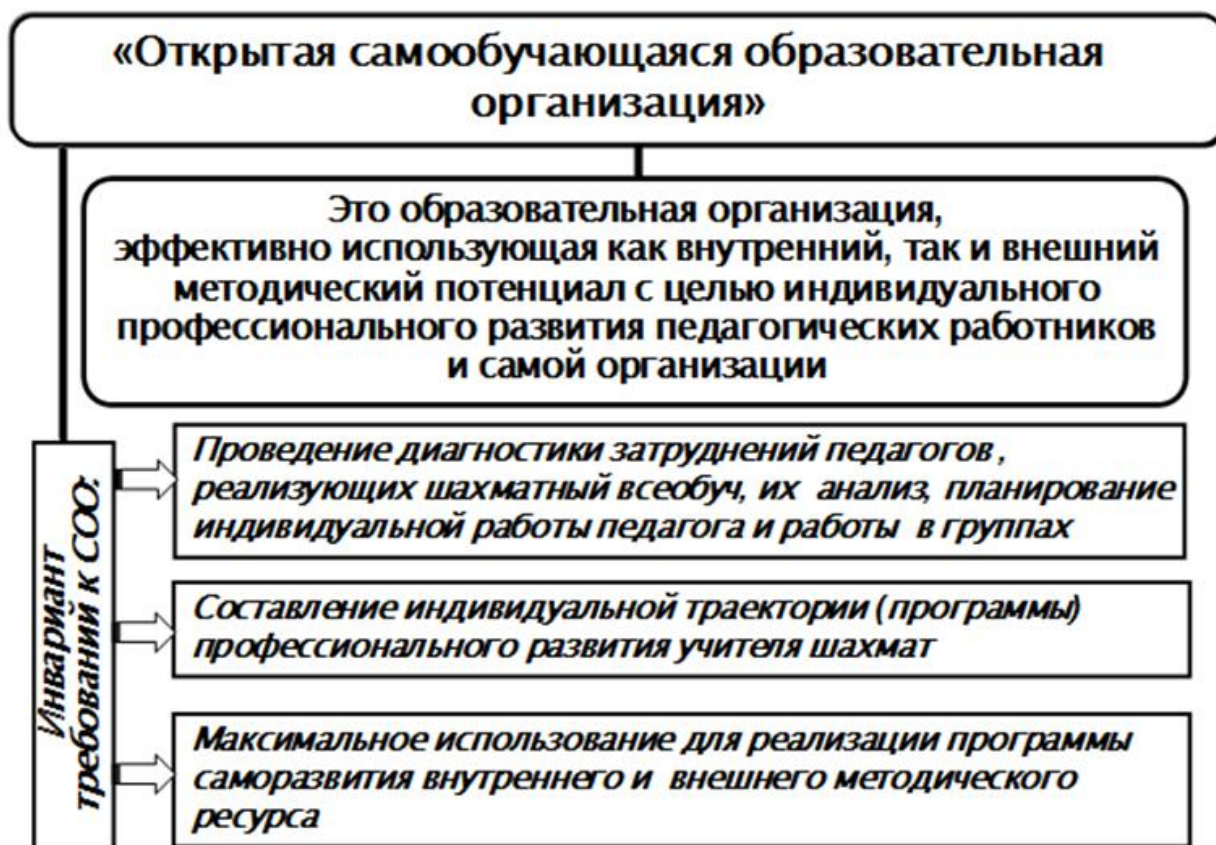 «Открытая самообучающаяся образовательная
организация»
Это образовательная организация,
эффективно использующая как внутренний, так и внешний
методический потенциал с целью индивидуального
профессионального развития педагогических работников
и самой организации
Инвариант
требований к СОО:
Проведение диагностики затруднений педагогов ,
реализующих шахматный всеобуч, их анализ, планирование
индивидуальной работы педагога и работы в группах
Составление индивидуальной траектории (программы)
профессионального развития учителя шахмат
Максимальное использование для реализации программы
саморазвития внутреннего и внешнего методического
ресурса